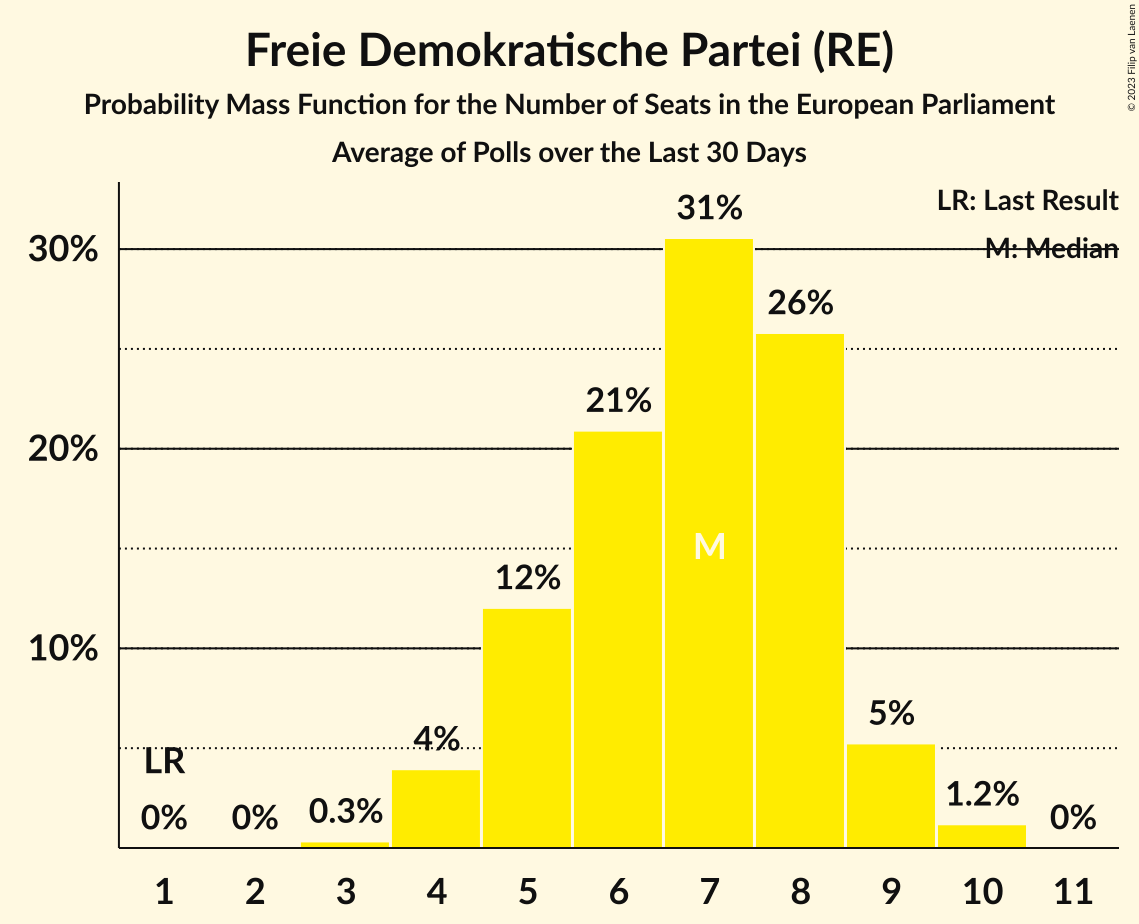 Freie Demokratische Partei (RE)
Probability Mass Function for the Number of Seats in the European Parliament
Average of Polls over the Last 30 Days
© 2023 Filip van Laenen
LR: Last Result
M: Median
30%
20%
10%
31%
26%
21%
M
12%
5%
4%
LR
1.2%
0.3%
0%
0%
0%
1 2 3 4 5 6 7 8 9 10 11